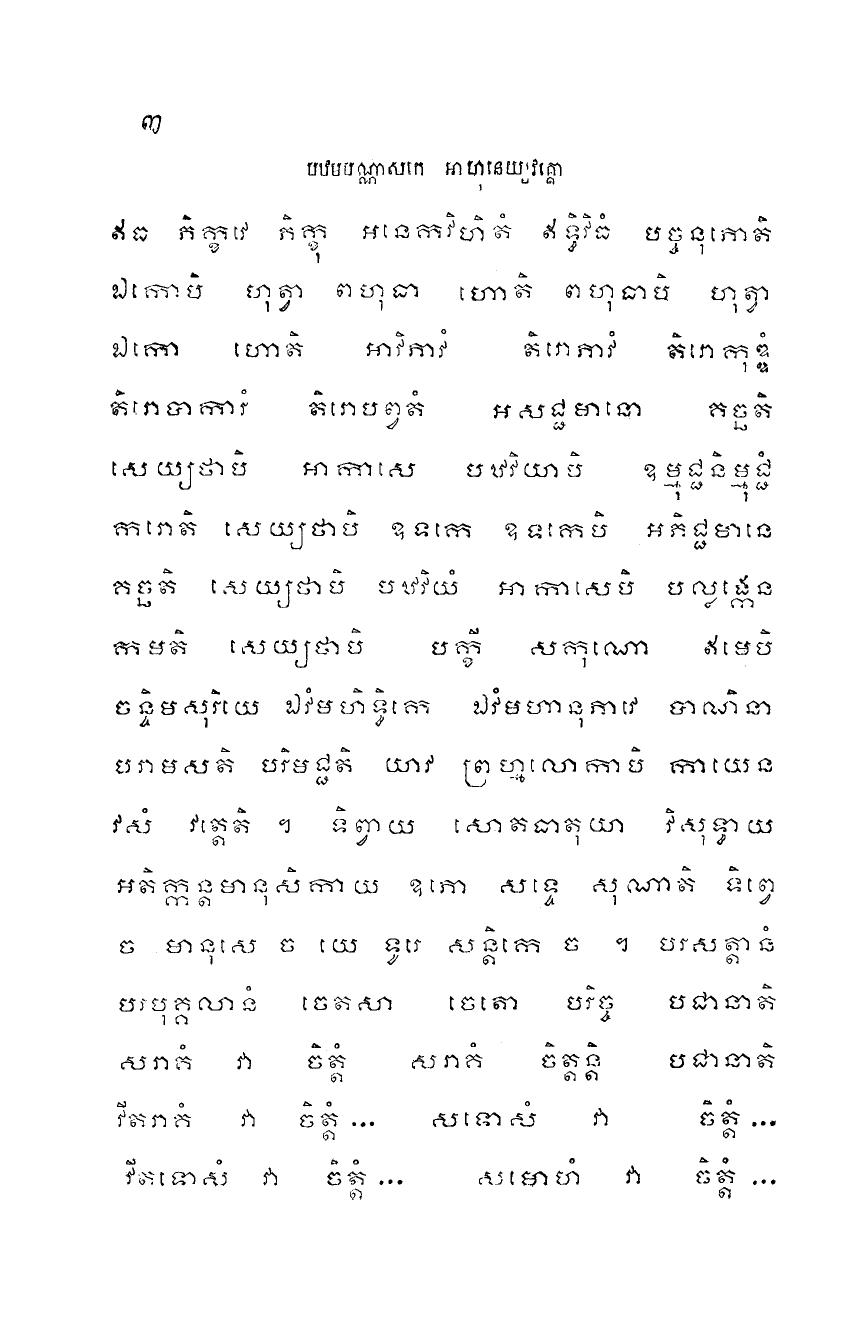 ៣
បឋមបណ្ណាសកេ អាហុនេយ្យវគ្គោ
ឥធ ភិក្ខវេ ភិក្ខុ អនេកវិហិតំ ឥទ្ធិវិធំ បច្ចនុភោតិ
ឯកោបិ ហុត្វា ពហុធា ហោតិ ពហុធាបិ ហុត្វា
ឯកោ ហោតិ អាវិភាវំ តិរោភាវំ តិរោកុឌ្ឌំ
តិរោបាការំ តិរោបព្វតំ អសជ្ជមានោ គច្ឆតិ
សេយ្យថាបិ អាកាសេ បឋវិយាបិ ឧម្មុជ្ជនិម្មុជ្ជំ
ករោតិ សេយ្យថាបិ ឧទកេ ឧទកេបិ អភិជ្ជមានេ
គច្ឆតិ សេយ្យថាបិ បឋវិយំ អាកាសេបិ បល្លង្កេន
កមតិ សេយ្យថាបិ បក្ខី សកុណោ ឥមេបិ
ចន្ទិមសុរិយេ ឯវំមហិទ្ធិកេ ឯវំមហានុភាវេ បាណិនា
បរាមសតិ បរិមជ្ជតិ យាវ ព្រហ្មលោកាបិ កាយេន
វសំ វត្តេតិ ។ ទិព្វាយ សោតធាតុយា វិសុទ្ធាយ
អតិក្កន្តមានុសិកាយ ឧភោ សទ្ទេ សុណាតិ ទិព្វេ
ច មានុសេ ច យេ ទូរេ សន្តិកេ ច ។ បរសត្តានំ
បរបុគ្គលានំ ចេតសា ចេតោ បរិច្ច បជានាតិ
សរាគំ វា ចិត្តំ សរាគំ ចិត្តន្តិ បជានាតិ
វីតរាគំ វា ចិត្តំ ... សទោសំ វា ចិត្តំ ...
វីតទោសំ វា ចិត្តំ ... សមោហំ វា ចិត្តំ ...